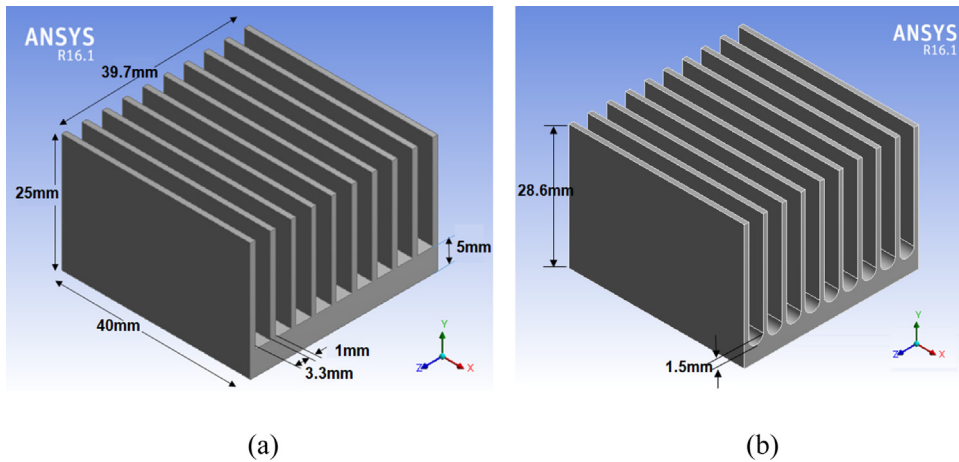 ANSYS
R16.1
39.7mm
25mm
5mm
40mm
1mm
3.3mm
Y
Z
X
(a)
ANSYS
R16.1
28.6mm
1.5mm
Y
Z
X
(b)